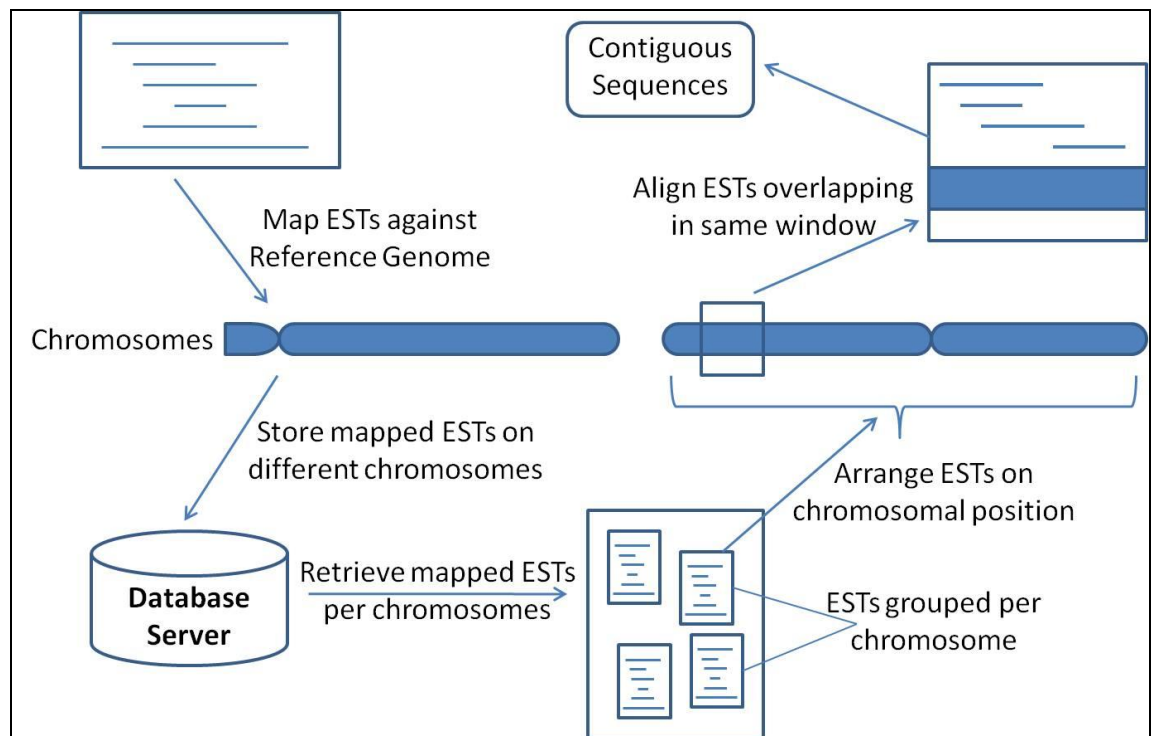 Contiguous
Sequences
Map ESTs against
Reference Genome
Align ESTs overlapping
in same window
Chromosomes
Store mapped ESTs on
different chromosomes
Arrange ESTs on
chromosomal position
Database
Server
Retrieve mapped ESTs
per chromosomes
ESTs grouped per
chromosome